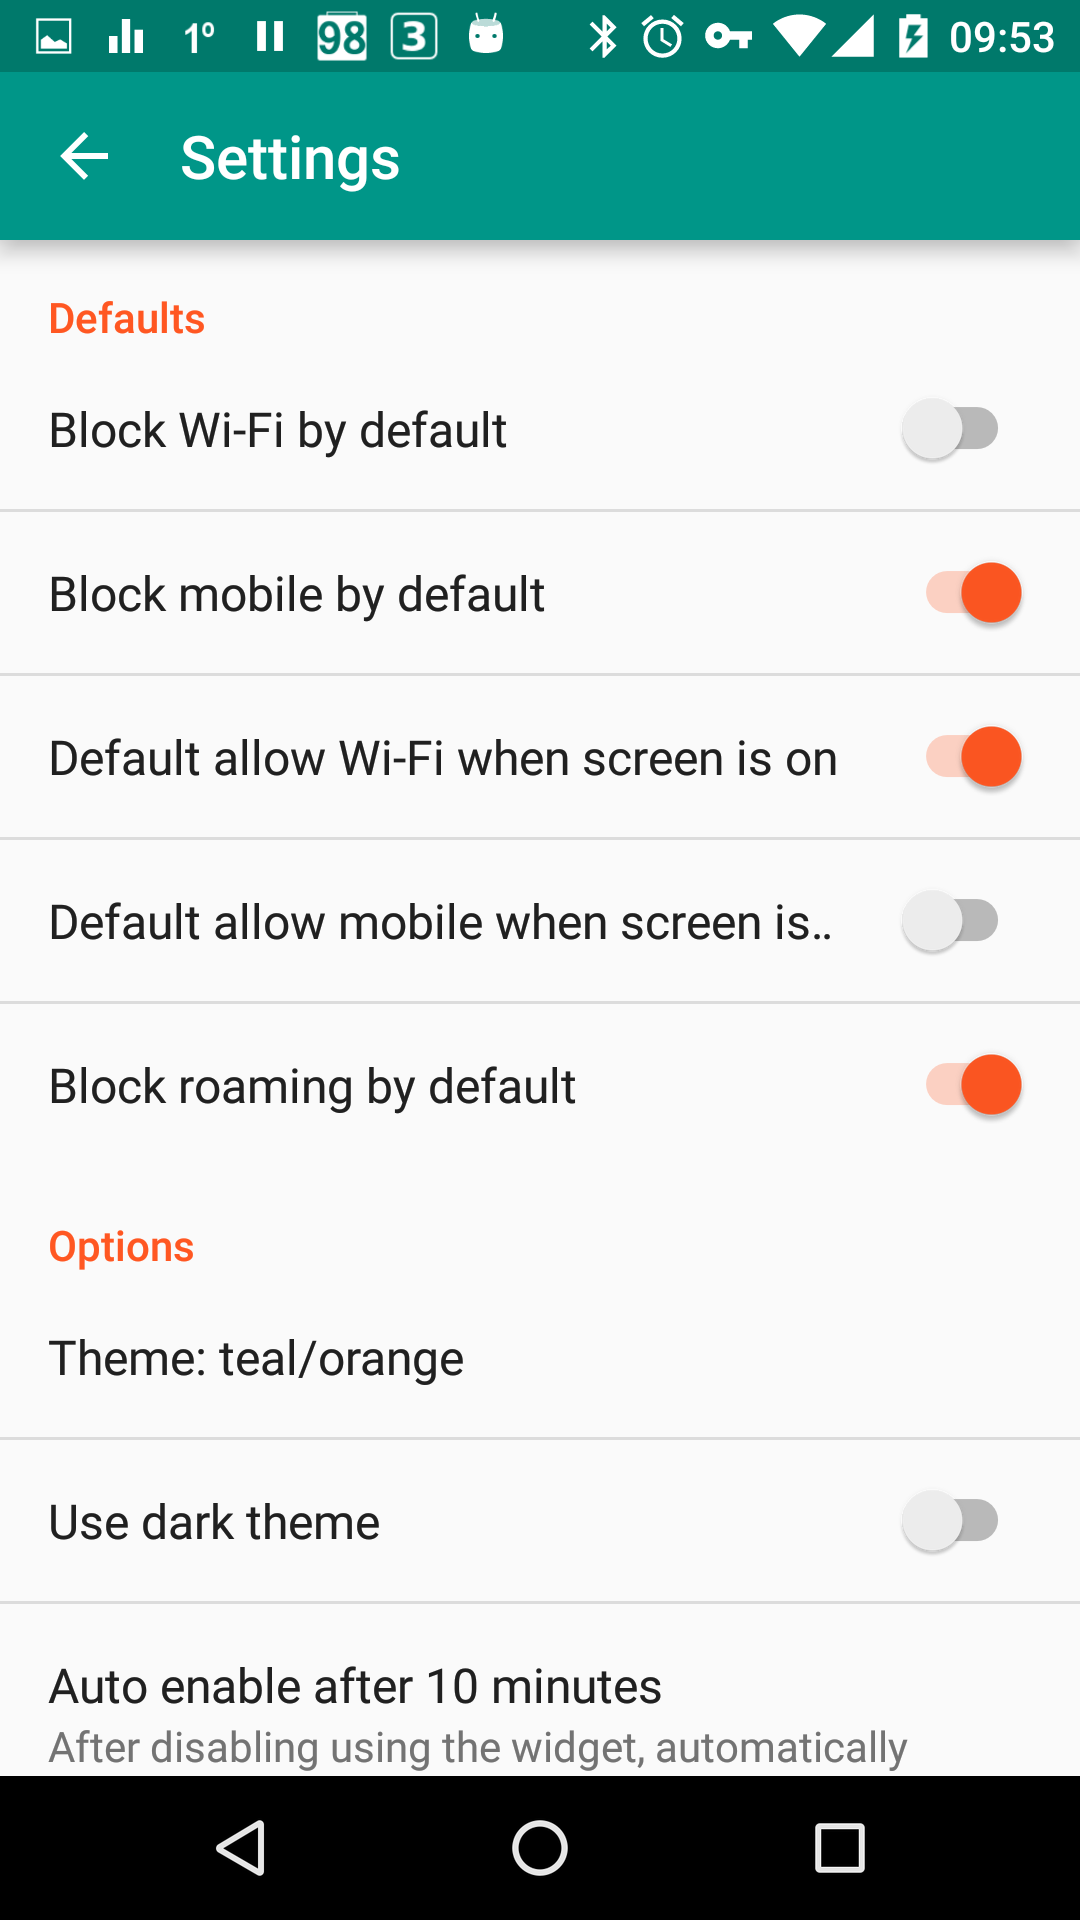 1º 98 3 09:53
Settings
Defaults
Block Wi-Fi by default
Block mobile by default
Default allow Wi-Fi when screen is on
Default allow mobile when screen is..
Block roaming by default
Options
Theme: teal/orange
Use dark theme
Auto enable after 10 minutes
After disabling using the widget, automatically